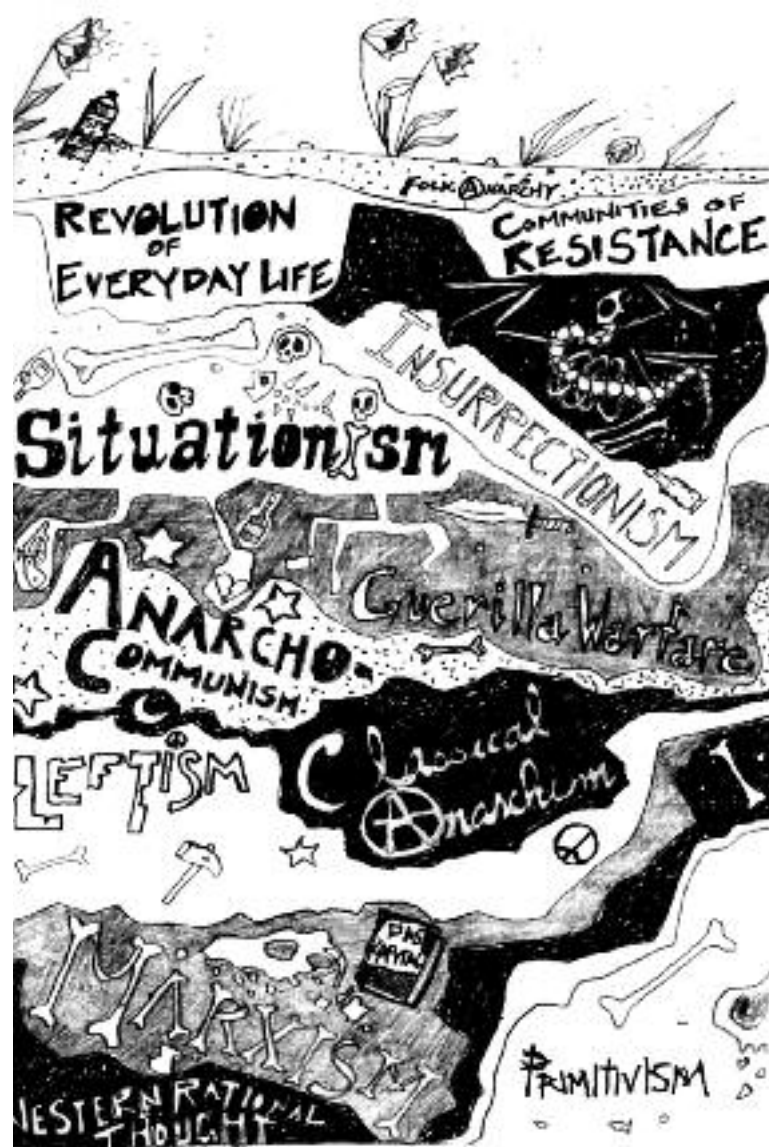 FOLK ANARCHY
REVOLUTION
OF
EVERYDAY LIFE
COMMUNITIES OF
RESISTANCE
INSURRECTIONISM
Situationism
ANARCHO-
COMMUNISM
Guerilla Warfare
LEFTISM
Classical
Anarchism
I
DAS
KAPITAL
MARXISM
PRIMITIVISM
WESTERN RATIONAL
THOUGHT